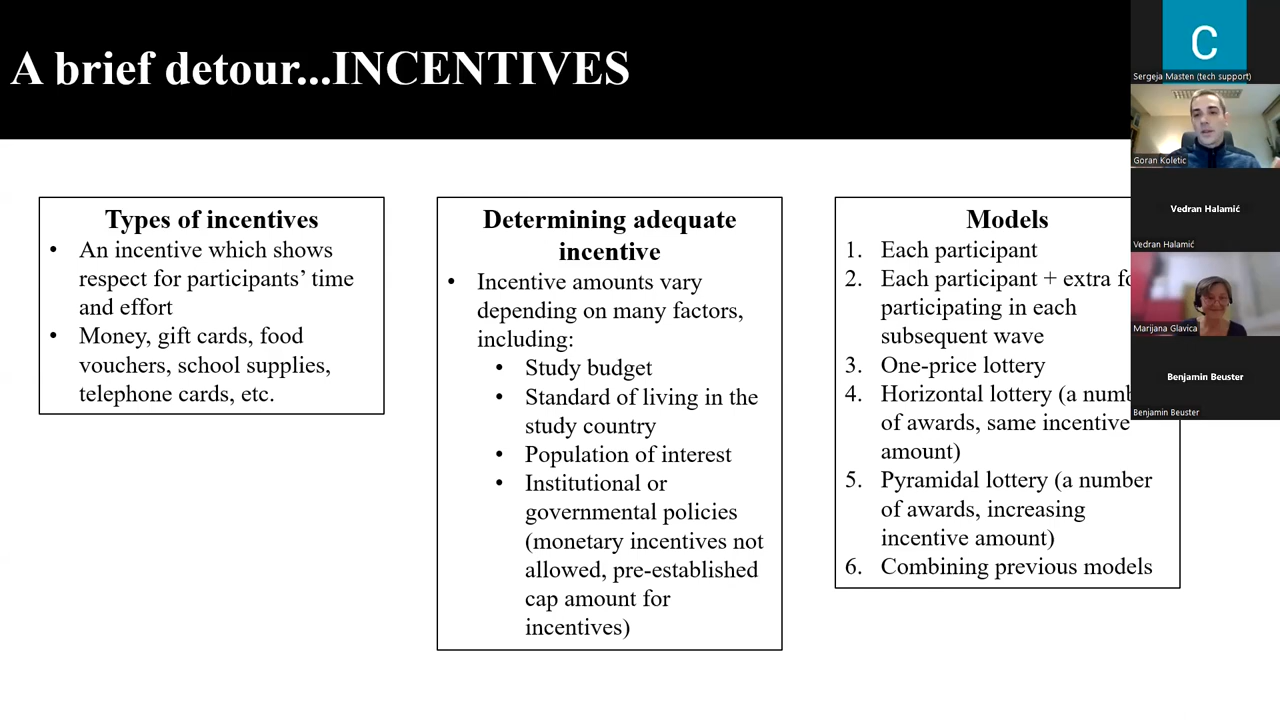 A brief detour...INCENTIVES
Types of incentives
• An incentive which shows
respect for participants’ time
and effort
• Money, gift cards, food
vouchers, school supplies,
telephone cards, etc.
Determining adequate
incentive
• Incentive amounts vary
depending on many factors,
including:
• Study budget
• Standard of living in the
study country
• Population of interest
• Institutional or
governmental policies
(monetary incentives not
allowed, pre-established
cap amount for
incentives)
Models
1. Each participant
2. Each participant + extra fo
participating in each
subsequent wave
3. One-price lottery
4. Horizontal lottery (a numb
of awards, same incentive
amount)
5. Pyramidal lottery (a number
of awards, increasing
incentive amount)
6. Combining previous models
C
Sergeja Masten (tech support)
Goran Koletic
Vedran Halamić
Vedran Halamić
Marijana Glavica
Benjamin Beuster
Benjamin Beuster